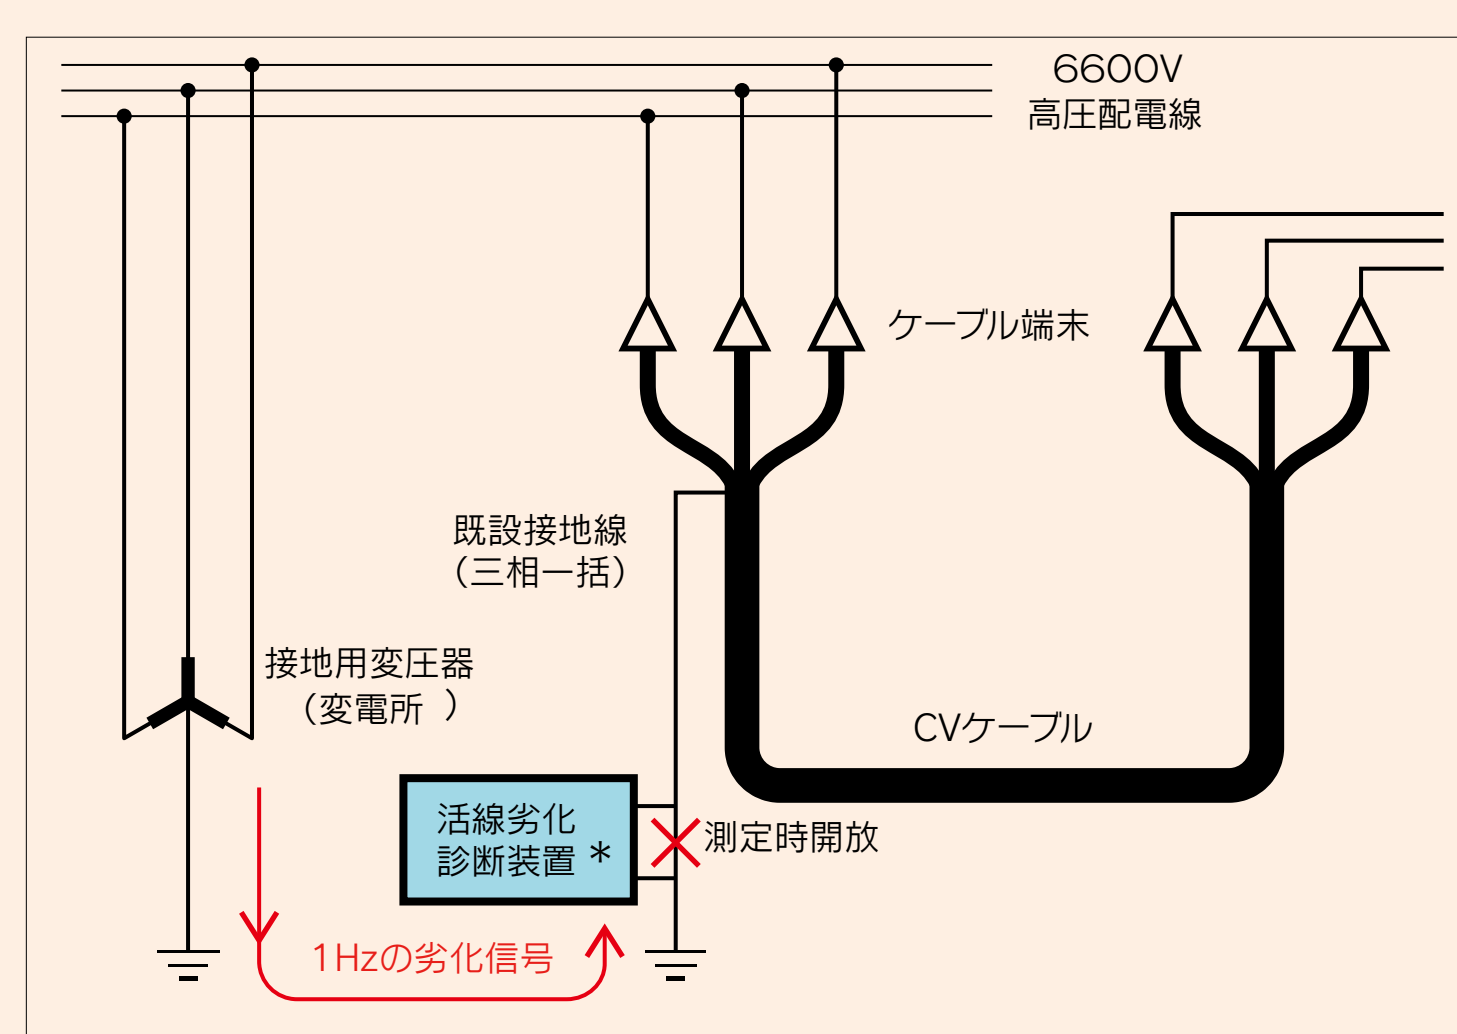 6600V
高圧配電線
ケーブル端末
既設接地線
(三相一括)
接地用変圧器
(変電所 )
CVケーブル
活線劣化
診断装置 *
測定時開放
1Hzの劣化信号